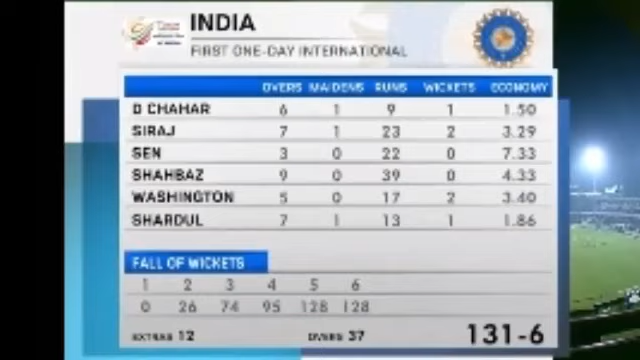 INDIA
FIRST ONE-DAY INTERNATIONAL
OVERS MAIDENS RUNS WICKETS ECONOMY
D CHAHAR 6 1 9 1 1.50
SIRAJ 7 1 23 2 3.29
SEN 3 0 22 0 7.33
SHAHBAZ 9 0 39 0 4.33
WASHINGTON 5 0 17 2 3.40
SHARDUL 7 1 13 1 1.86
FALL OF WICKETS
1 2 3 4 5 6
0 26 74 95 128 128
EXTRAS 12 OVERS 37 131-6